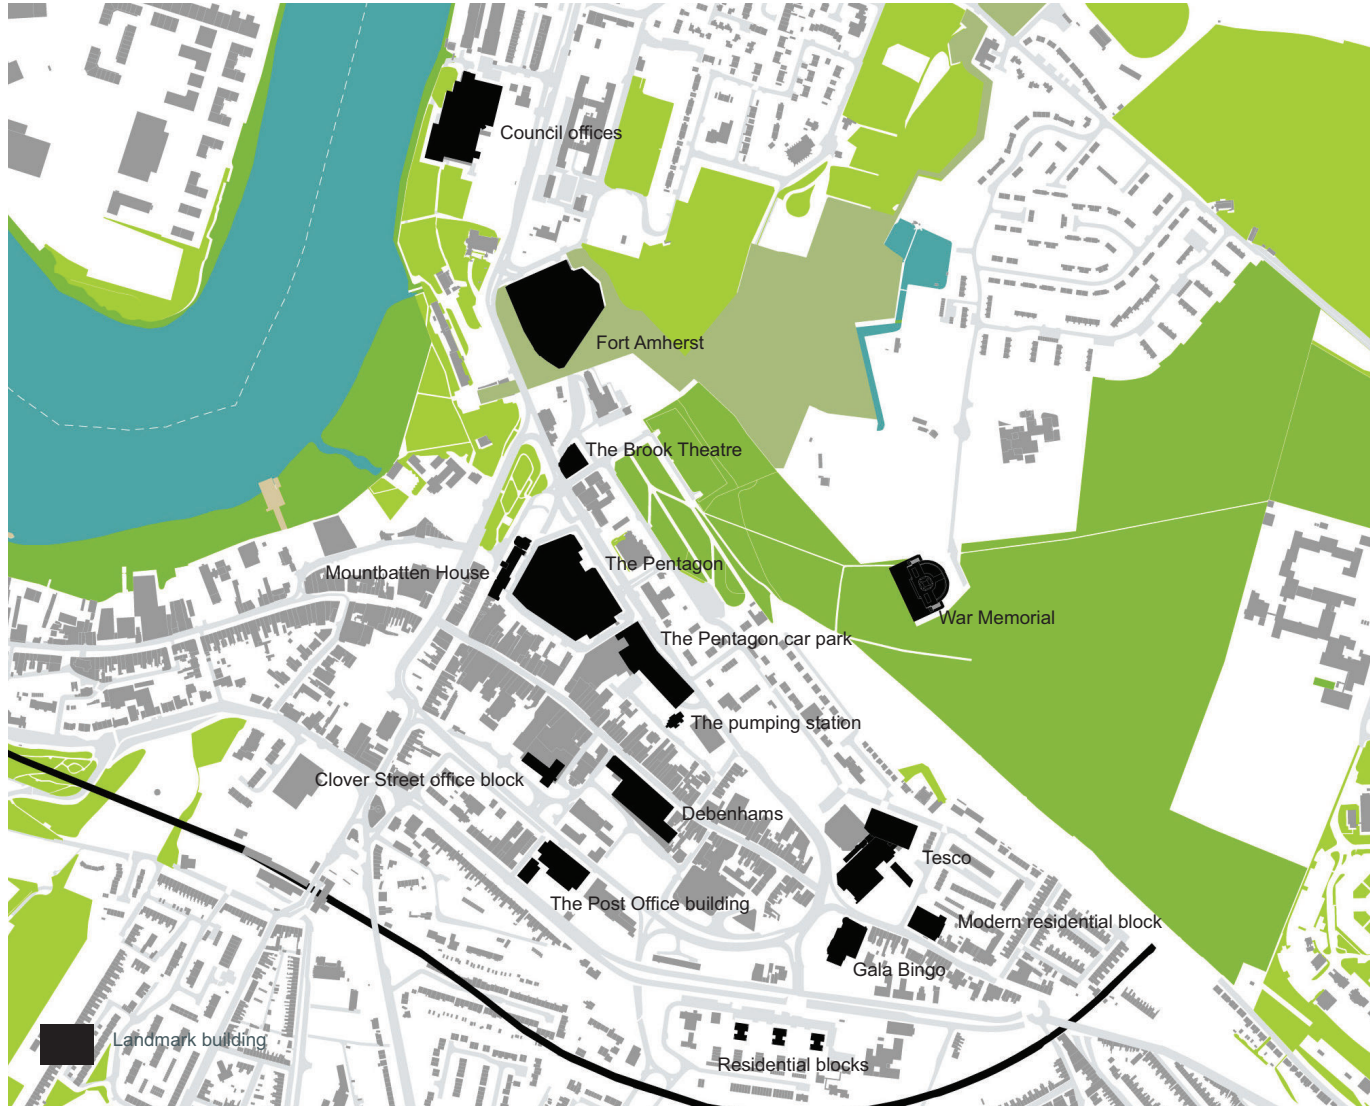 Council offices
Fort Amherst
The Brook Theatre
The Pentagon
Mountbatten House
War Memorial
The Pentagon car park
The pumping station
Clover Street office block
Debenhams
Tesco
The Post Office building
Modern residential block
Gala Bingo
Landmark building
Residential blocks